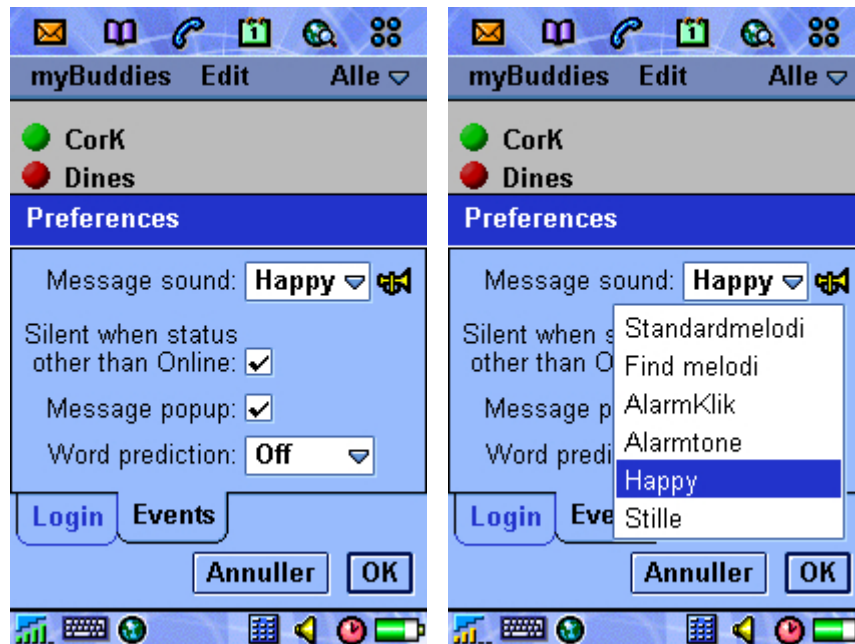 1
myBuddies Edit Alle
CorK
Dines
Preferences
Message sound: Happy
Silent when status
other than Online:
Message popup:
Word prediction: Off
Login Events
Annuller OK
1
myBuddies Edit Alle
CorK
Dines
Preferences
Message sound: Happy
Silent when s
other than O
Message p
Word predi
Standardmelodi
Find melodi
AlarmKlik
Alarmtone
Happy
Stille
Login Eve
Annuller OK